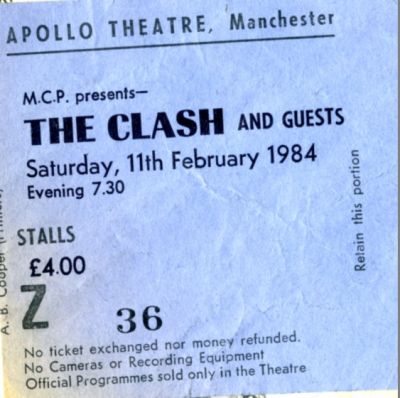 APOLLO THEATRE, Manchester
M.C.P. presents—
THE CLASH AND GUESTS
Saturday, 11th February 1984
Evening 7.30
STALLS
£4.00
Z 36
No ticket exchanged nor money refunded.
No Cameras or Recording Equipment
Official Programmes sold only in the Theatre
Retain this portion
A. B. Couper